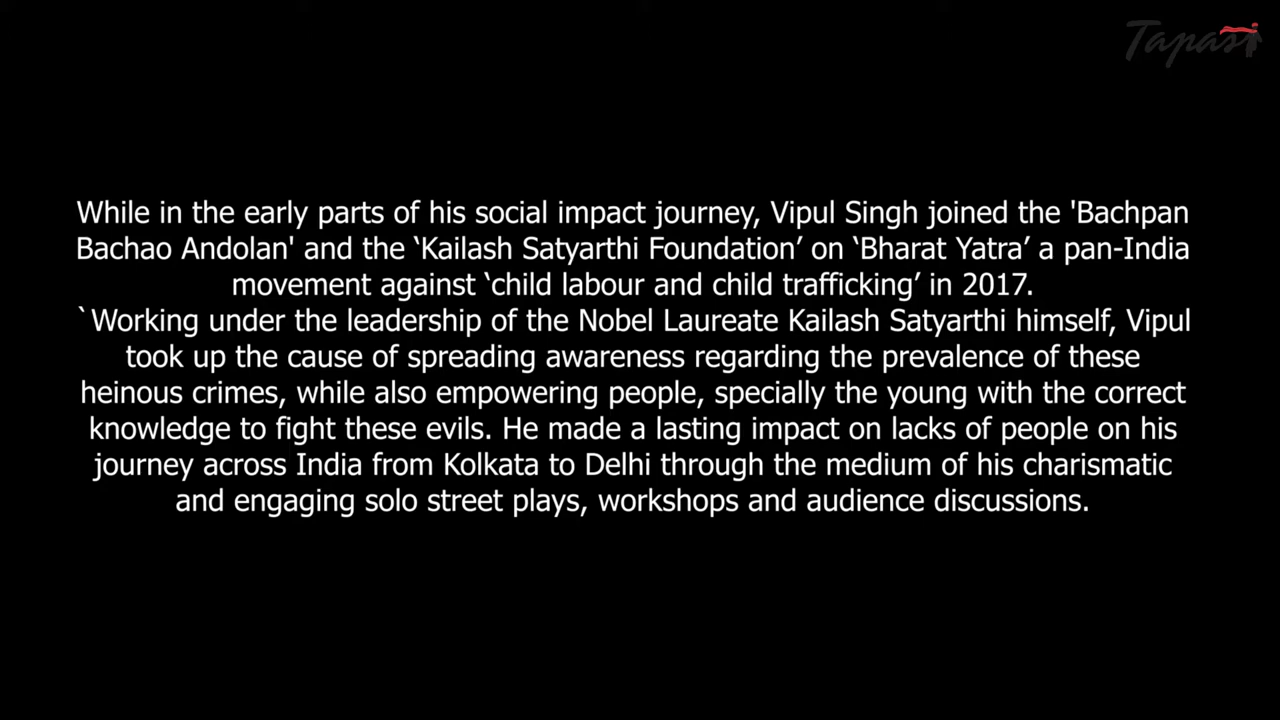 Tapasi
While in the early parts of his social impact journey, Vipul Singh joined the 'Bachpan
Bachao Andolan' and the ‘Kailash Satyarthi Foundation’ on ‘Bharat Yatra’ a pan-India
movement against ‘child labour and child trafficking’ in 2017.
`Working under the leadership of the Nobel Laureate Kailash Satyarthi himself, Vipul
took up the cause of spreading awareness regarding the prevalence of these
heinous crimes, while also empowering people, specially the young with the correct
knowledge to fight these evils. He made a lasting impact on lacks of people on his
journey across India from Kolkata to Delhi through the medium of his charismatic
and engaging solo street plays, workshops and audience discussions.